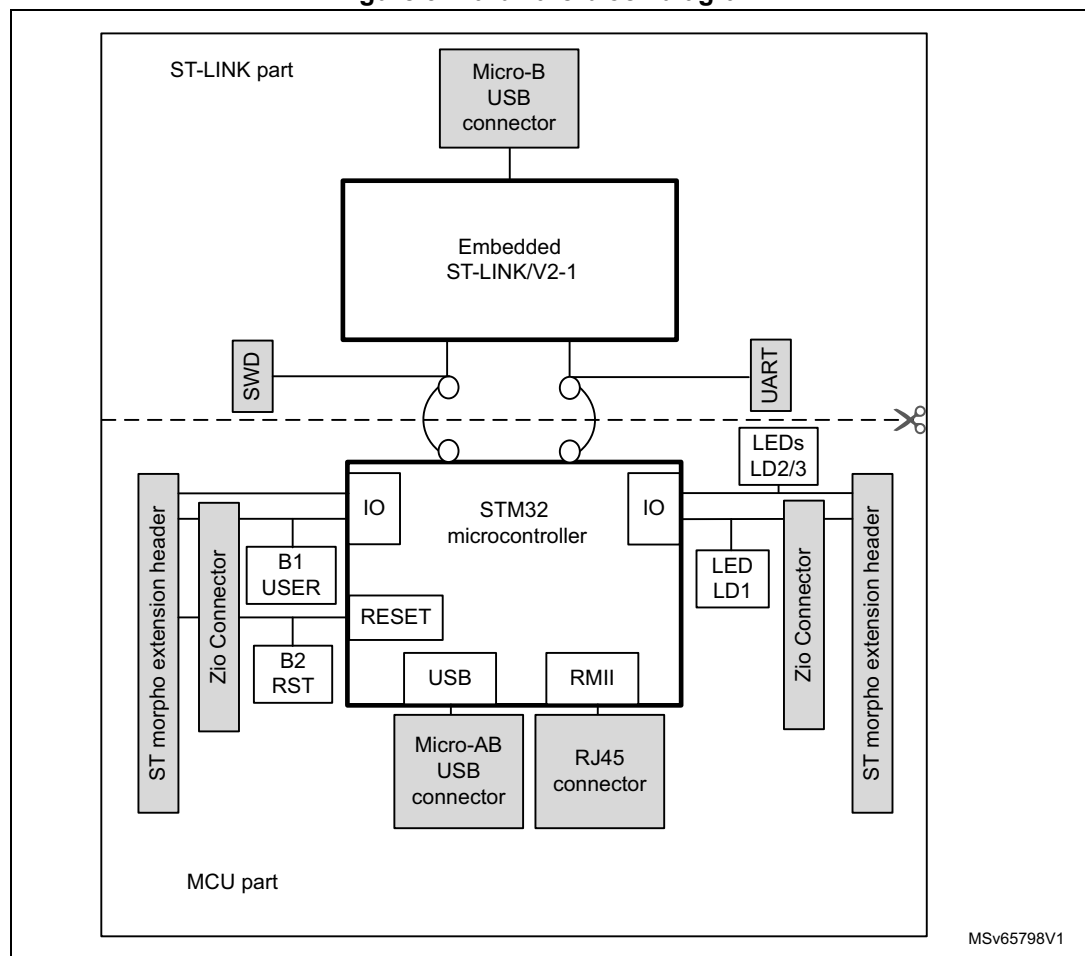 ST-LINK part
Micro-B
USB
connector
Embedded
ST-LINK/V2-1
SWD
UART
LEDs
LD2/3
ST morpho extension header
Zio Connector
IO
STM32
microcontroller
IO
B1
USER
LED
LD1
Zio Connector
ST morpho extension header
RESET
B2
RST
USB
RMII
Micro-AB
USB
connector
RJ45
connector
MCU part
MSv65798V1